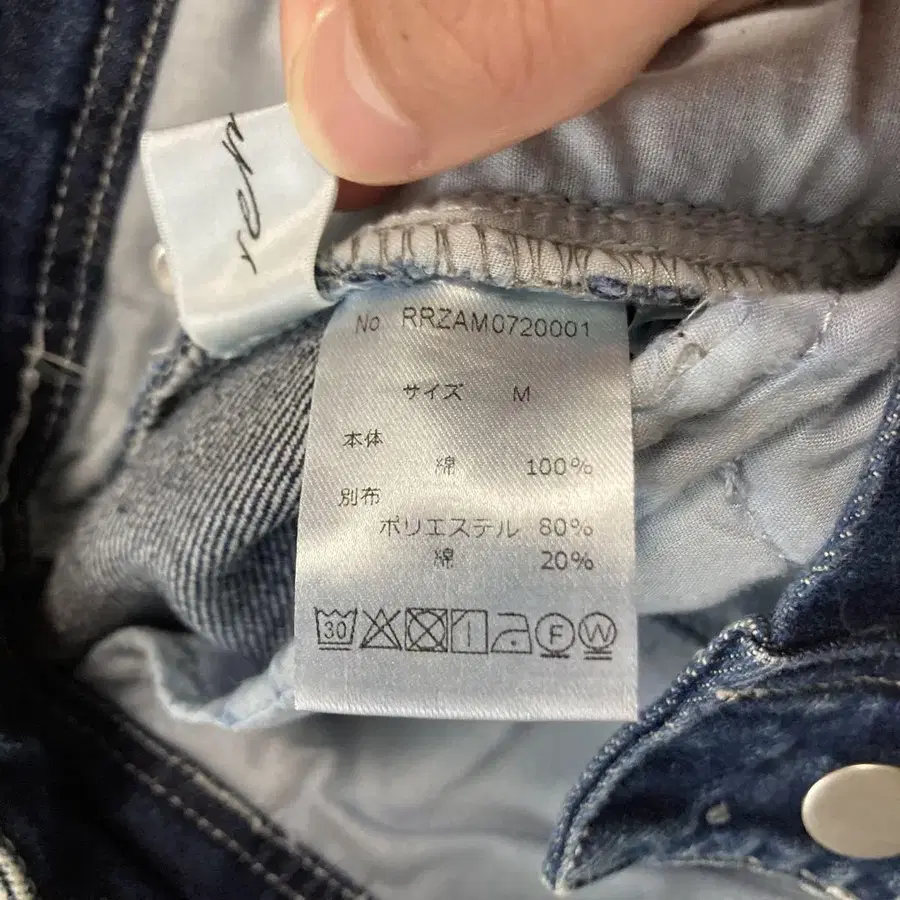 No RRZAM0720001
サイズ M
本体
綿 100%
別布
ポリエステル 80%
綿 20%
30 F W